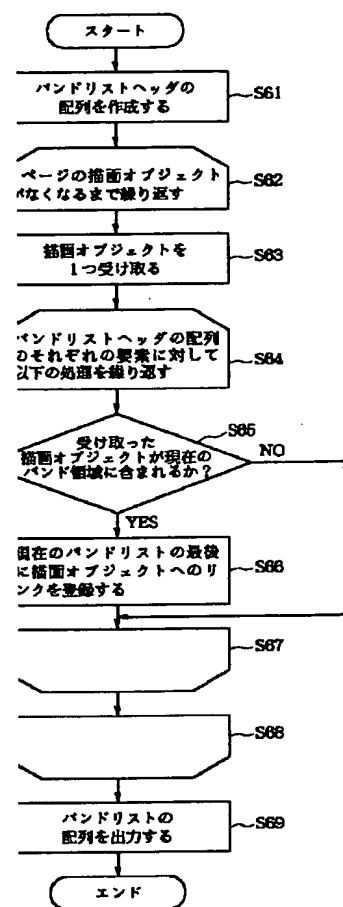 スタート
バンドリストヘッダの
配列を作成する
S61
ページの描画オブジェクト
がなくなるまで繰り返す
S62
描画オブジェクトを
1つ受け取る
S63
バンドリストヘッダの配列
のそれぞれの要素に対して
以下の処理を繰り返す
S64
受け取った
描画オブジェクトが現在の
バンド領域に含まれるか？
S65
NO
YES
現在のバンドリストの最後
に描画オブジェクトへのリ
ンクを登録する
S66
S67
S68
バンドリストの
配列を出力する
S69
エンド